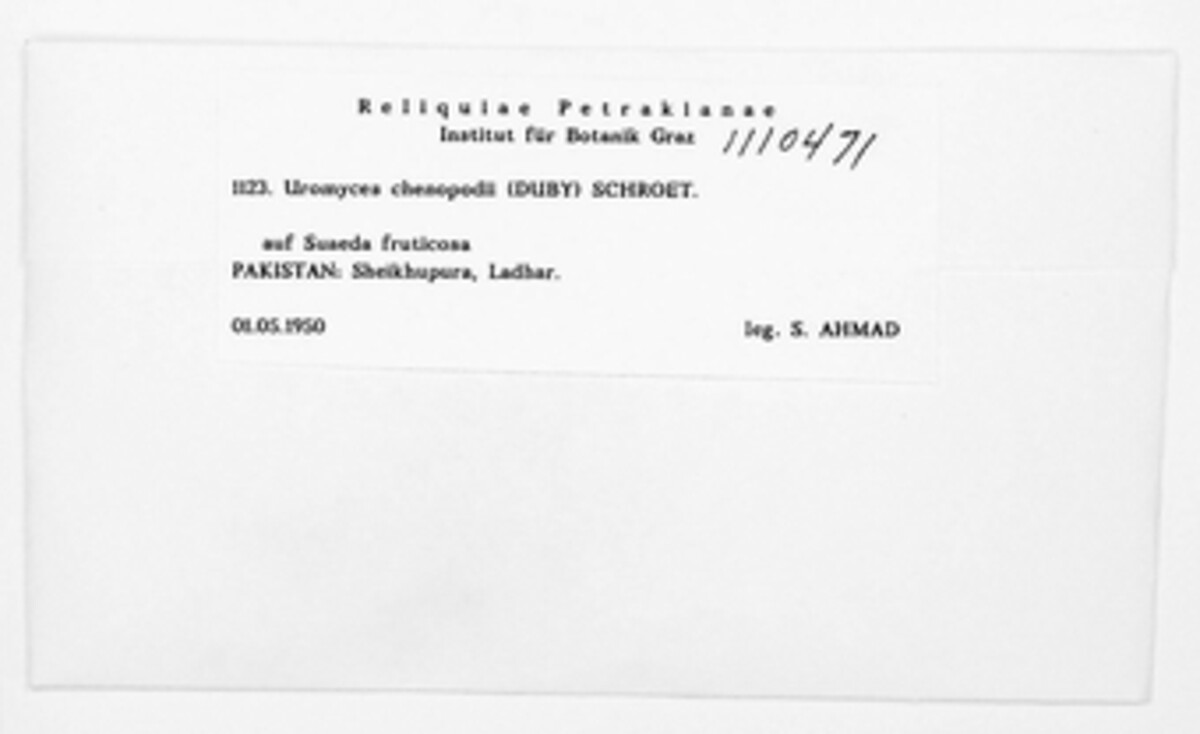 Reliquiae Petrakianae
Institut für Botanik Graz 1110471
1123. Uromyces chenopodii (DUBY) SCHROET.
auf Suaeda fruticosa
PAKISTAN: Sheikhupura, Ladhar.
01.05.1950 leg. S. AHMAD